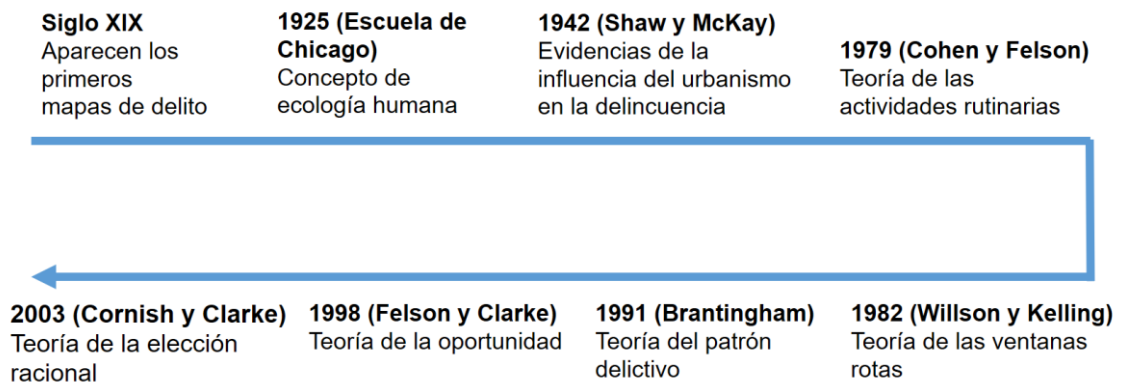 Siglo XIX
Aparecen los
primeros
mapas de delito
1925 (Escuela de
Chicago)
Concepto de
ecología humana
1942 (Shaw y McKay)
Evidencias de la
influencia del urbanismo
en la delincuencia
1979 (Cohen y Felson)
Teoría de las
actividades rutinarias
1982 (Willson y Kelling)
Teoría de las ventanas
rotas
1991 (Brantingham)
Teoría del patrón
delictivo
1998 (Felson y Clarke)
Teoría de la oportunidad
2003 (Cornish y Clarke)
Teoría de la elección
racional